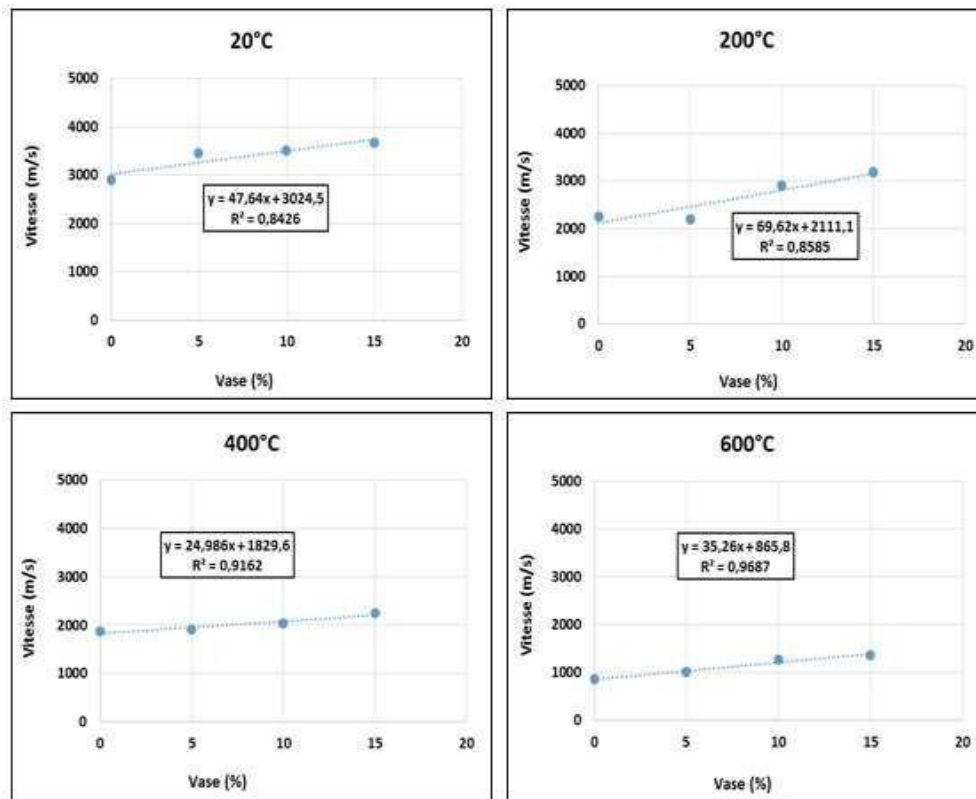 20°C
5000
4000
3000
2000
1000
0
Vitesse (m/s)
y = 47,64x+3024,5
R² = 0,8426
0 5 10 15 20
Vase (%)
200°C
5000
4000
3000
2000
1000
0
Vitesse (m/s)
y = 69,62x+2111,1
R² = 0,8585
0 5 10 15 20
Vase (%)
400°C
5000
4000
3000
2000
1000
0
Vitesse (m/s)
y = 24,986x+1829,6
R² = 0,9162
0 5 10 15 20
Vase (%)
600°C
5000
4000
3000
2000
1000
0
Vitesse (m/s)
y = 35,26x+865,8
R² = 0,9687
0 5 10 15 20
Vase (%)